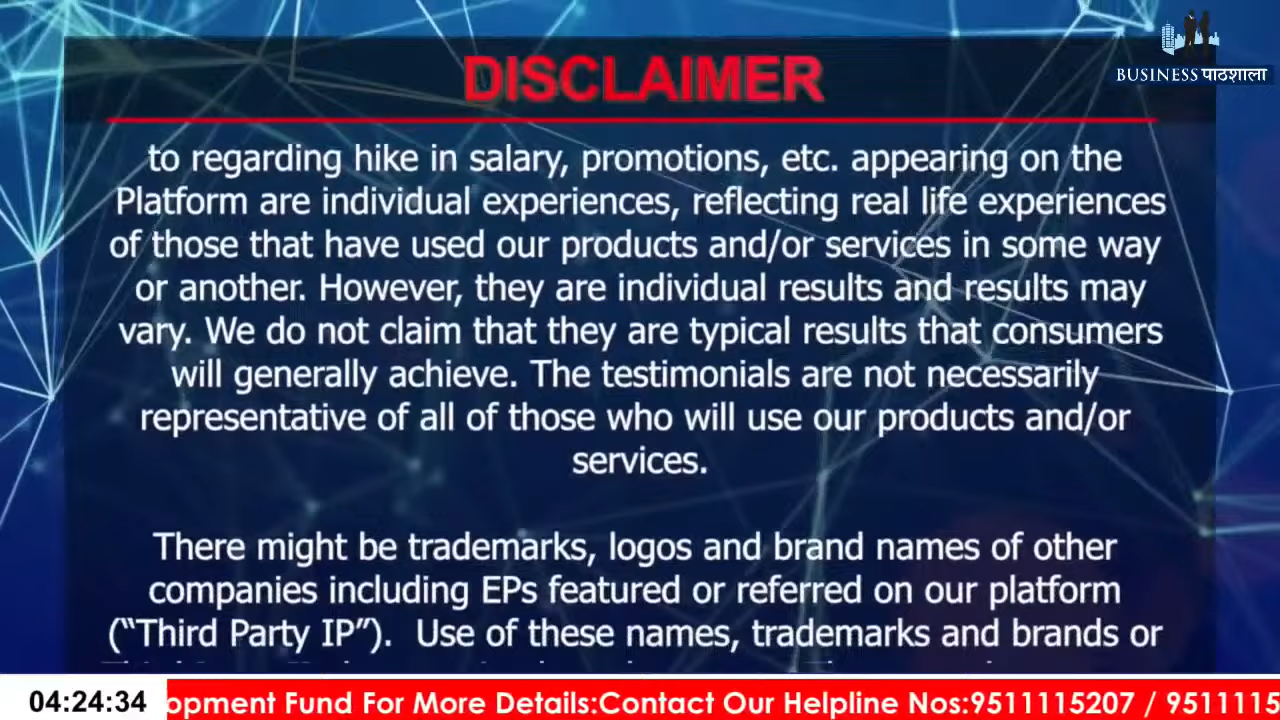 BUSINESS पाठशाला
DISCLAIMER
to regarding hike in salary, promotions, etc. appearing on the
Platform are individual experiences, reflecting real life experiences
of those that have used our products and/or services in some way
or another. However, they are individual results and results may
vary. We do not claim that they are typical results that consumers
will generally achieve. The testimonials are not necessarily
representative of all of those who will use our products and/or
services.
There might be trademarks, logos and brand names of other
companies including EPs featured or referred on our platform
(“Third Party IP”). Use of these names, trademarks and brands or
04:24:34
opment Fund For More Details:Contact Our Helpline Nos:9511115207 / 9511115